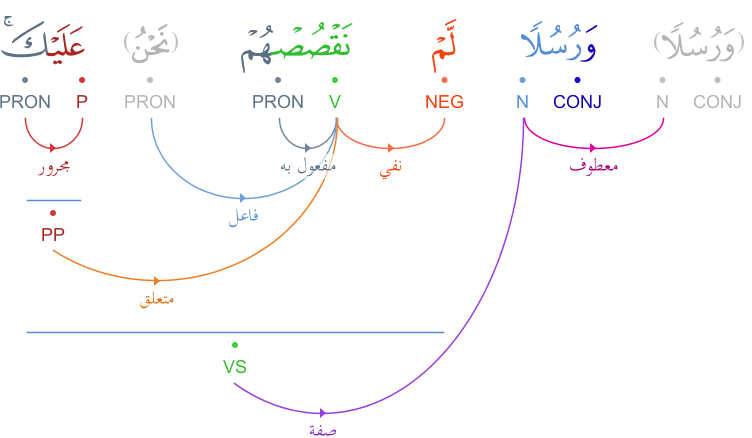 (وَرُسُلًا) وَرُسُلًا لَّمْ نَقْصُصْهُمْ (نَحْنُ) عَلَيْكَ ۚ
PRON P PRON PRON V NEG N CONJ N CONJ
مجرور مفعول به نفي معطوف
فاعل
PP
متعلق
VS
صفة